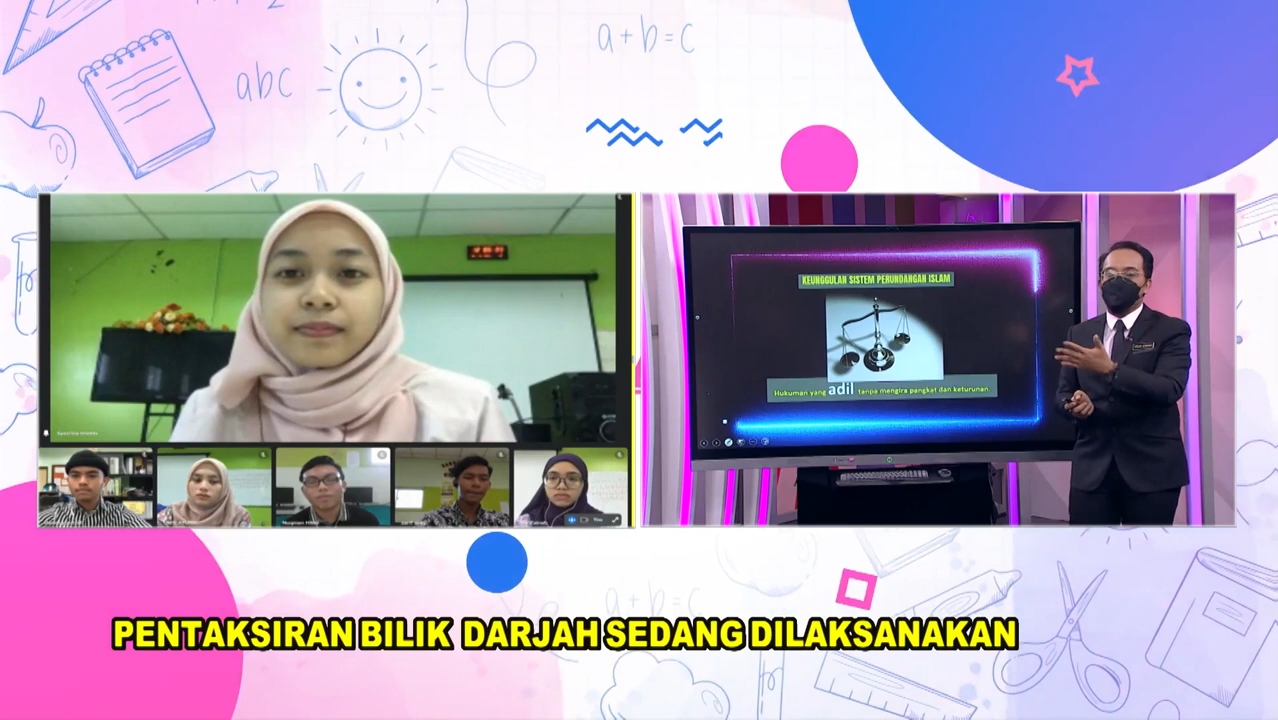 a+b=c
abc
KEUNGGULAN SISTEM PERUNDANGAN ISLAM
Hukuman yang adil tanpa mengira pangkat dan keturunan.
a+b=c
PENTAKSIRAN BILIK DARJAH SEDANG DILAKSANAKAN